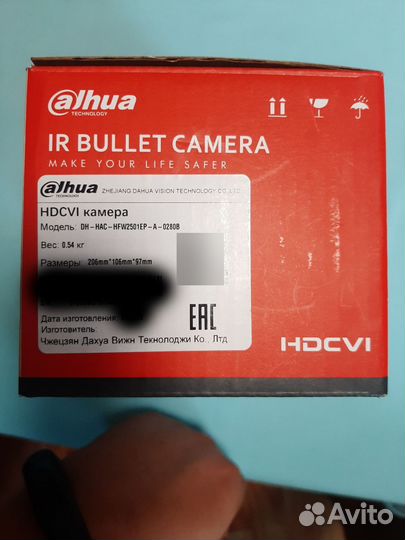 alhua
TECHNOLOGY
IR BULLET CAMERA
MAKE YOUR LIFE SAFER
alhua
TECHNOLOGY
ZHEJIANG DAHUA VISION TECHNOLOGY CO., LTD
HDCVI камера
Модель: DH-HAC-HFW2501EP-A-0280B
Вес: 0.54 кг
Размеры: 206mm*106mm*97mm
Дата изготовления
Изготовитель:
Чжецзян Дахуа Вижн Текнолоджи Ко., Лтд
EAC
HDCVI
Avito